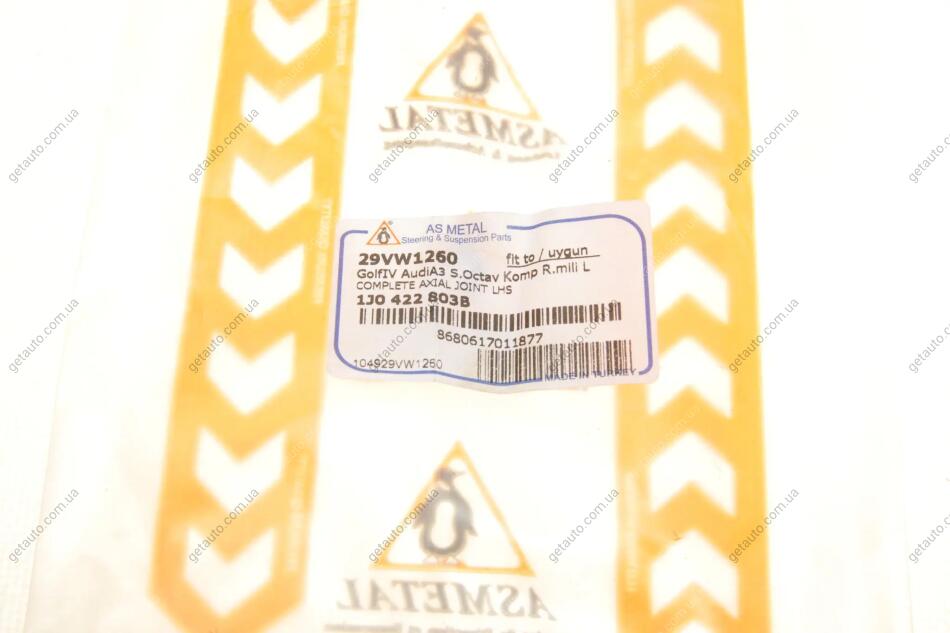 ASMETAL
AS METAL
Steering & Suspension Parts
29VW1260 fit to / uygun
GolfIV AudiA3 S.Octav Komp R.mili L
COMPLETE AXIAL JOINT LHS
1J0 422 803B
8680617011877
104929VW1260
MADE IN TURKEY
ASMETAL
getauto.com.ua